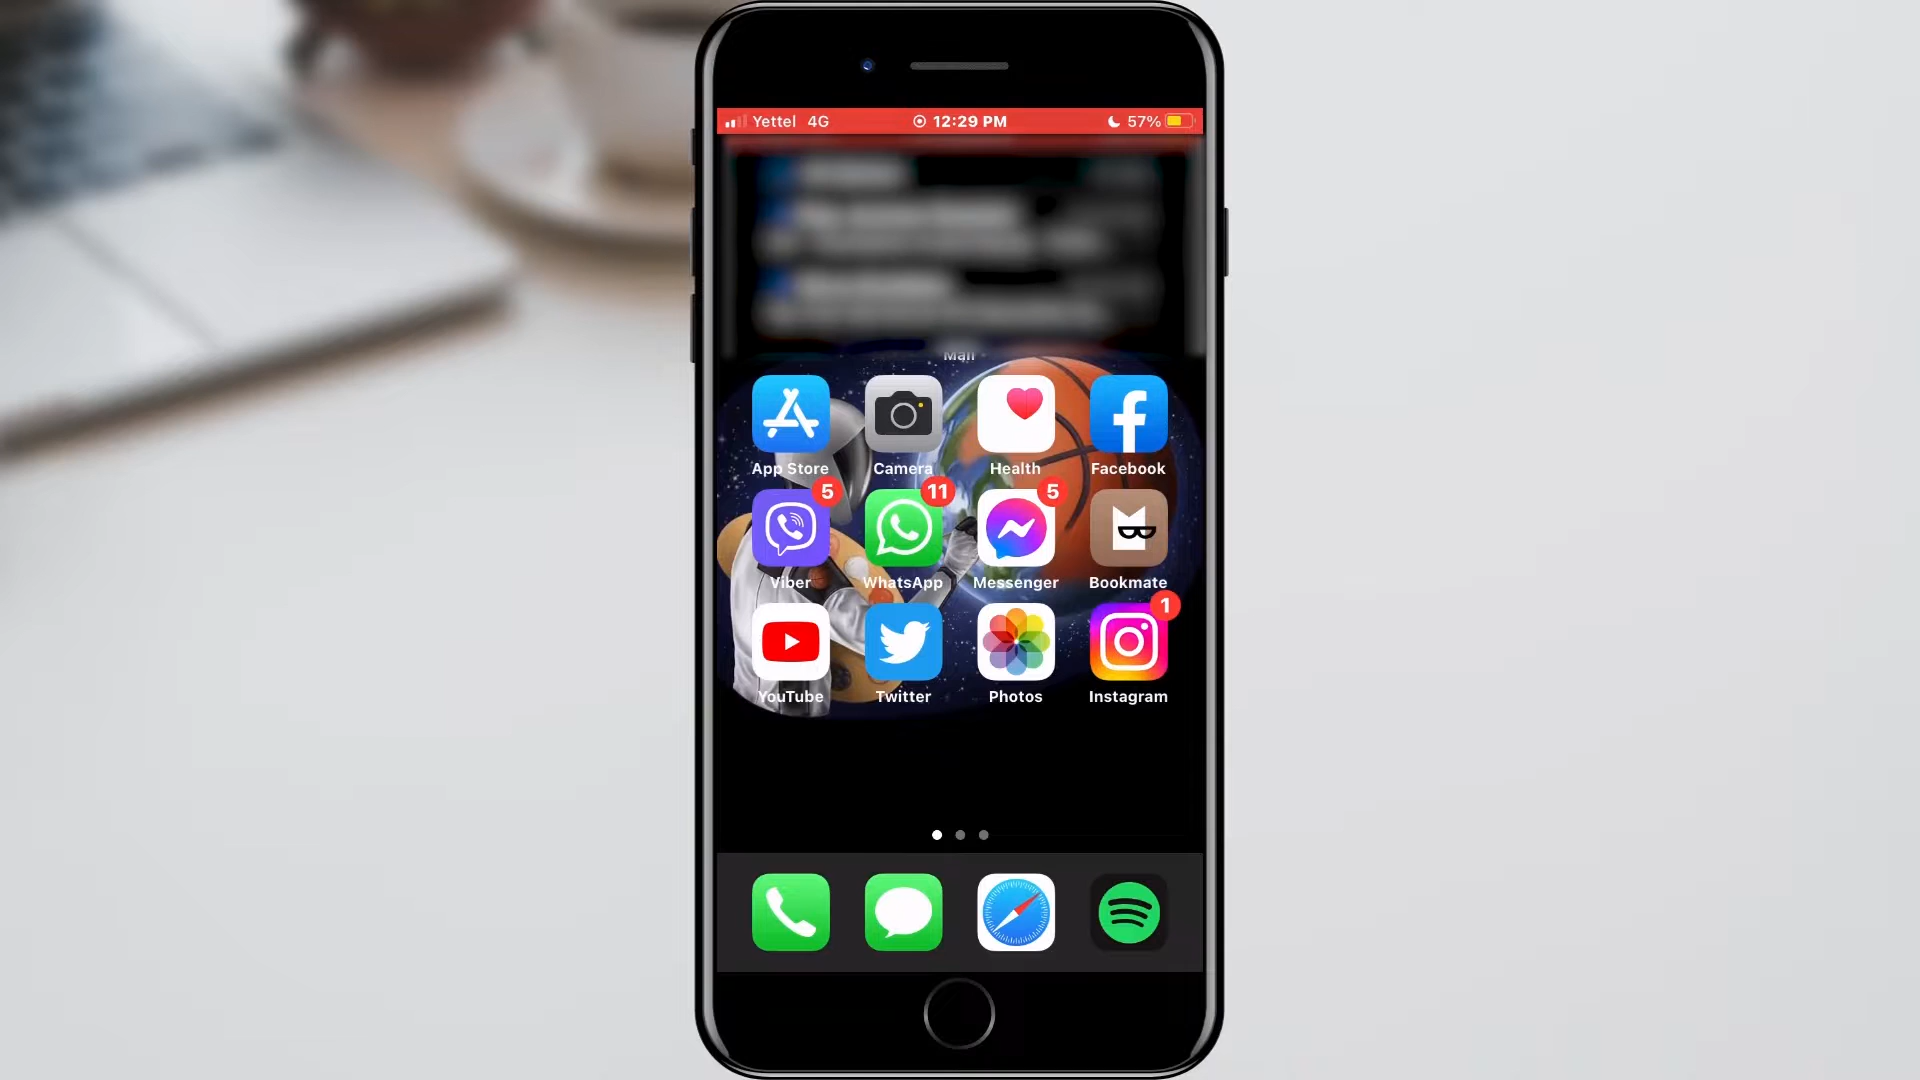 Yettel 4G 12:29 PM 57%
Mail
App Store Camera Health Facebook
5 11 5
Viber WhatsApp Messenger Bookmate
1
YouTube Twitter Photos Instagram